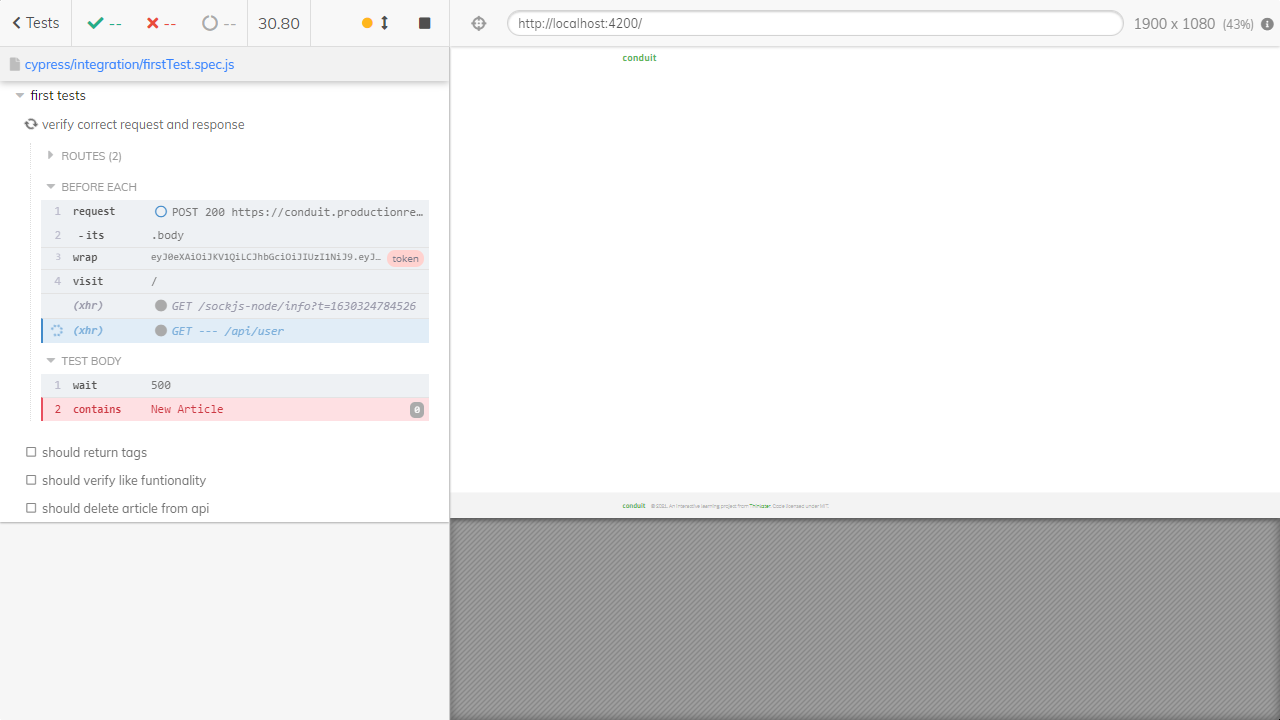 Tests -- -- -- 30.80
http://localhost:4200/ 1900 x 1080 (43%)
cypress/integration/firstTest.spec.js
first tests
verify correct request and response
ROUTES (2)
BEFORE EACH
1 request POST 200 https://conduit.productionre…
2 -its .body
3 wrap eyJ0eXAiOiJKV1QiLCJhbGciOiJIUzI1NiJ9.eyJ… token
4 visit /
(xhr) GET /sockjs-node/info?t=1630324784526
(xhr) GET --- /api/user
TEST BODY
1 wait 500
2 contains New Article 0
should return tags
should verify like funtionality
should delete article from api
conduit
conduit © 2021. An interactive learning project from Thinkster. Code licensed under MIT.